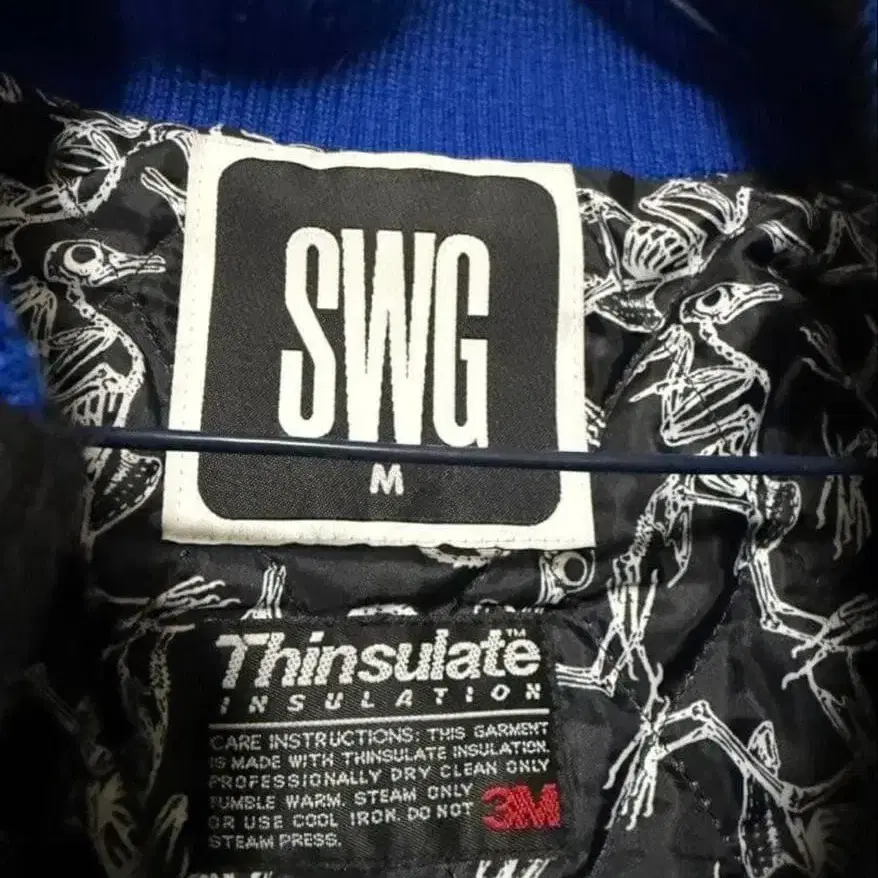 SWG
M
Thinsulate™
INSULATION
CARE INSTRUCTIONS: THIS GARMENT
IS MADE WITH THINSULATE INSULATION.
PROFESSIONALLY DRY CLEAN ONLY
TUMBLE WARM. STEAM ONLY
OR USE COOL IRON. DO NOT
STEAM PRESS.
3M